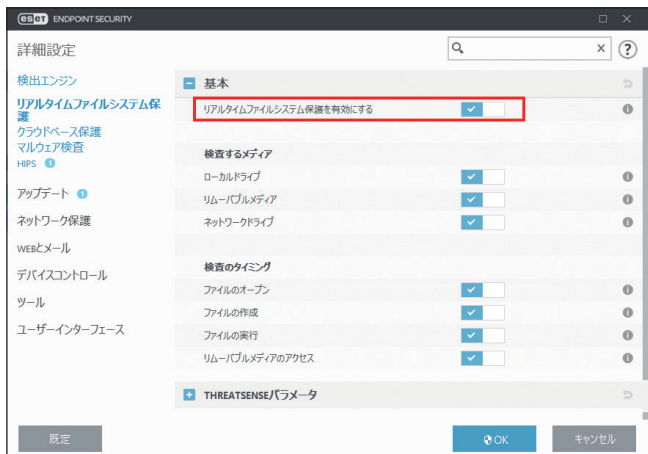 eset ENDPOINT SECURITY
詳細設定
検出エンジン
リアルタイムファイルシステム保
護
クラウドベース保護
マルウェア検査
HIPS 1
アップデート 1
ネットワーク保護
WEBとメール
デバイスコントロール
ツール
ユーザーインターフェース
基本
リアルタイムファイルシステム保護を有効にする
検査するメディア
ローカルドライブ
リムーバブルメディア
ネットワークドライブ
検査のタイミング
ファイルのオープン
ファイルの作成
ファイルの実行
リムーバブルメディアのアクセス
THREATSENSEパラメータ
既定
OK
キャンセル